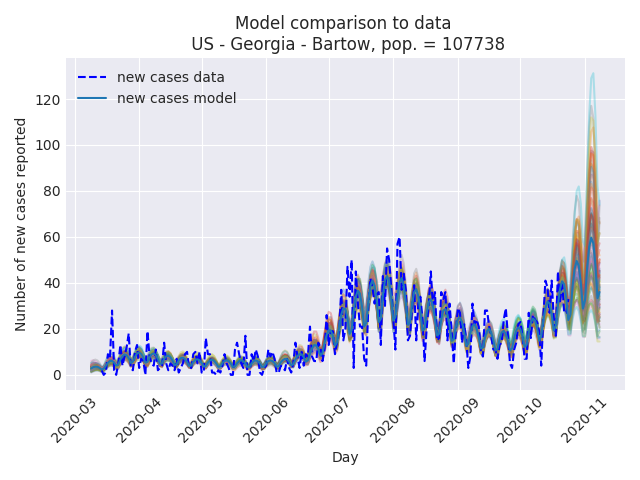 Model comparison to data
US - Georgia - Bartow, pop. = 107738
new cases data
new cases model
Number of new cases reported
120
100
80
60
40
20
0
2020-03
2020-04
2020-05
2020-06
2020-07
2020-08
2020-09
2020-10
2020-11
Day